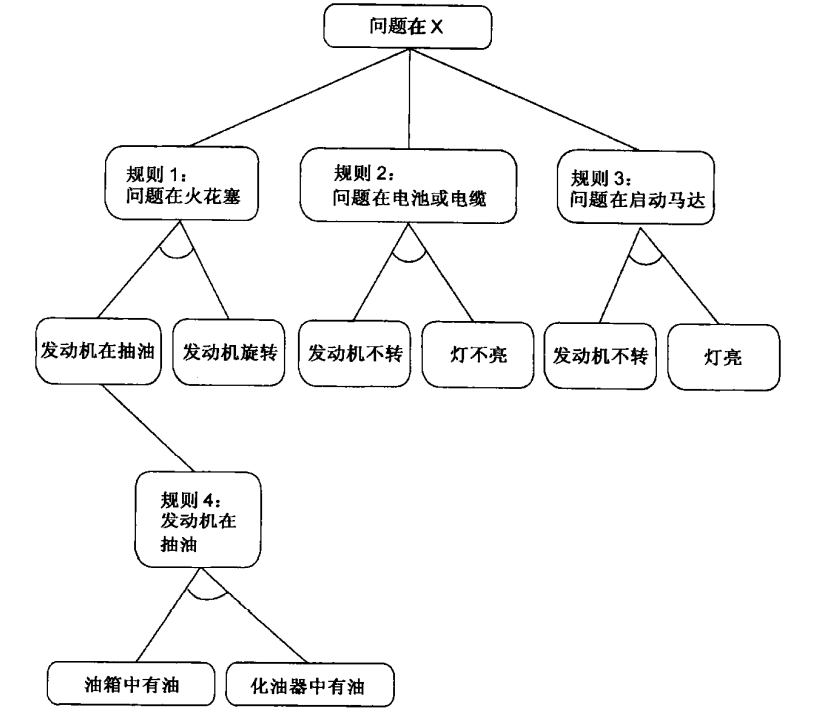 问题在 X
规则 1：
问题在火花塞
规则 2：
问题在电池或电缆
规则 3：
问题在启动马达
发动机在抽油
发动机旋转
发动机不转
灯不亮
发动机不转
灯亮
规则 4：
发动机在
抽油
油箱中有油
化油器中有油